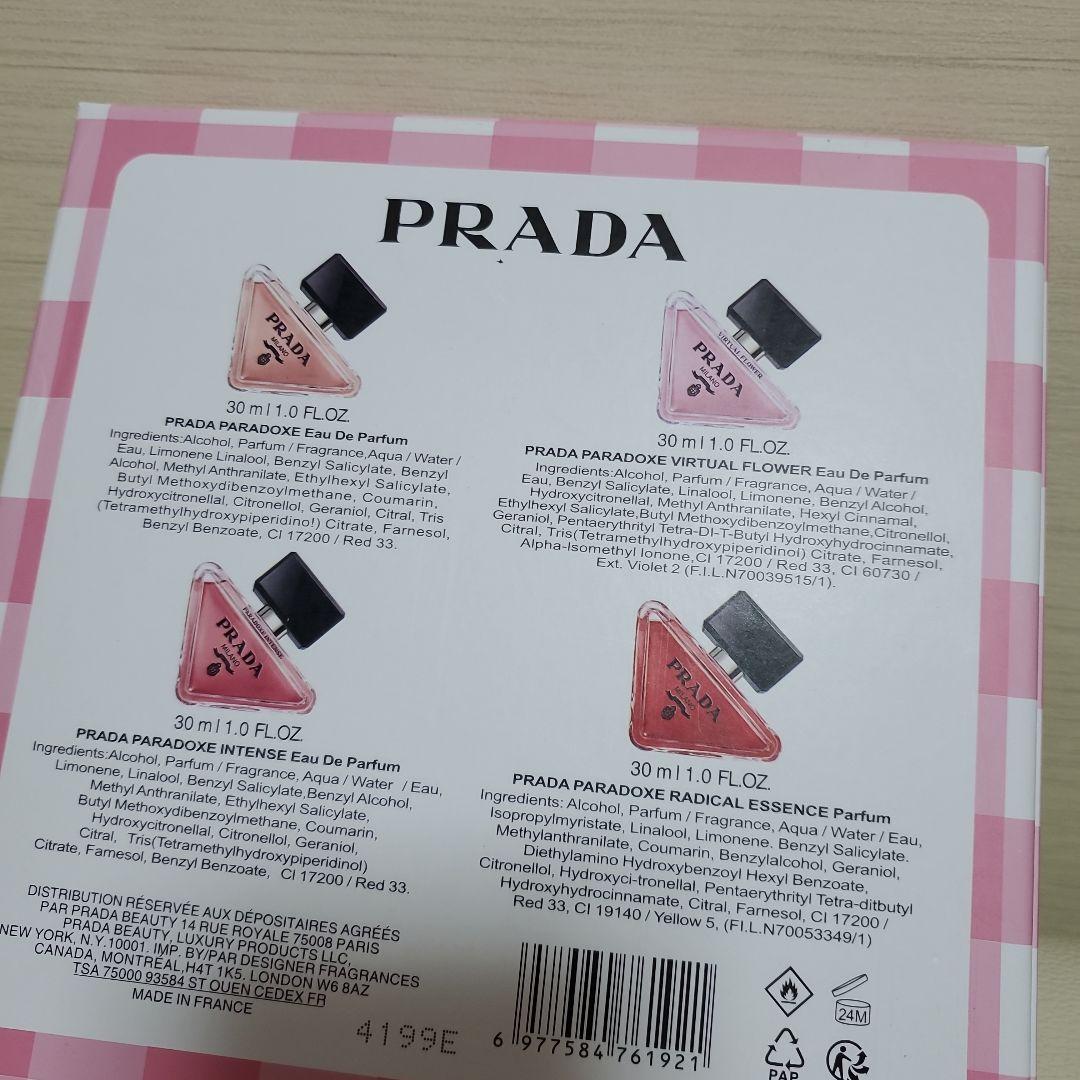 PRADA
PRADA
MILANO
30 ml 1.0 FL.OZ.
PRADA PARADOXE Eau De Parfum
Ingredients:Alcohol, Parfum / Fragrance,Aqua / Water /
Eau, Limonene Linalool, Benzyl Salicylate, Benzyl
Alcohol, Methyl Anthranilate, Ethylhexyl Salicylate,
Butyl Methoxydibenzoylmethane, Coumarin,
Hydroxycitronellal, Citronellol, Geraniol, Citral, Tris
(Tetramethylhydroxypiperidino!) Citrate, Farnesol,
Benzyl Benzoate, CI 17200 / Red 33.
VIRTUAL FLOWER
PRADA
MILANO
30 ml 1.0 FL.OZ.
PRADA PARADOXE VIRTUAL FLOWER Eau De Parfum
Ingredients:Alcohol, Parfum / Fragrance, Aqua / Water /
Eau, Benzyl Salicylate, Linalool, Limonene, Benzyl Alcohol,
Hydroxycitronellal, Methyl Anthranilate, Hexyl Cinnamal,
Ethylhexyl Salicylate,Butyl Methoxydibenzoylmethane,Citronellol,
Geraniol, Pentaerythrityl Tetra-DI-T-Butyl Hydroxyhydrocinnamate,
Citral, Tris(Tetramethylhydroxypiperidinol) Citrate, Farnesol,
Alpha-Isomethyl Ionone,CI 17200 / Red 33, CI 60730 /
Ext. Violet 2 (F.I.L.N70039515/1).
PARADOXE INTENSE
PRADA
MILANO
30 ml 1.0 FL.OZ.
PRADA PARADOXE INTENSE Eau De Parfum
Ingredients:Alcohol, Parfum / Fragrance, Aqua / Water / Eau,
Limonene, Linalool, Benzyl Salicylate,Benzyl Alcohol,
Methyl Anthranilate, Ethylhexyl Salicylate,
Butyl Methoxydibenzoylmethane, Coumarin,
Hydroxycitronellal, Citronellol, Geraniol,
Citral, Tris(Tetramethylhydroxypiperidinol)
Citrate, Farnesol, Benzyl Benzoate, CI 17200 / Red 33.
PRADA
MILANO
30 ml 1.0 FL.OZ.
PRADA PARADOXE RADICAL ESSENCE Parfum
Ingredients: Alcohol, Parfum / Fragrance, Aqua / Water / Eau,
Isopropylmyristate, Linalool, Limonene. Benzyl Salicylate.
Methylanthranilate, Coumarin, Benzylalcohol, Geraniol,
Diethylamino Hydroxybenzoyl Hexyl Benzoate,
Citronellol, Hydroxyci-tronellal, Pentaerythrityl Tetra-ditbutyl
Hydroxyhydrocinnamate, Citral, Farnesol, CI 17200 /
Red 33, CI 19140 / Yellow 5, (FI.L.N70053349/1)
DISTRIBUTION RÉSERVÉE AUX DÉPOSITAIRES AGRÉÉS
PAR PRADA BEAUTY 14 RUE ROYALE 75008 PARIS
PRADA BEAUTY, LUXURY PRODUCTS LLC,
NEW YORK, N.Y.10001. IMP. BY/PAR DESIGNER FRAGRANCES
CANADA, MONTRÉAL,H4T 1K5. LONDON W6 8AZ
TSA 75000 93584 ST OUEN CEDEX FR
MADE IN FRANCE
4199E
6 977584 761921
24M
PAP